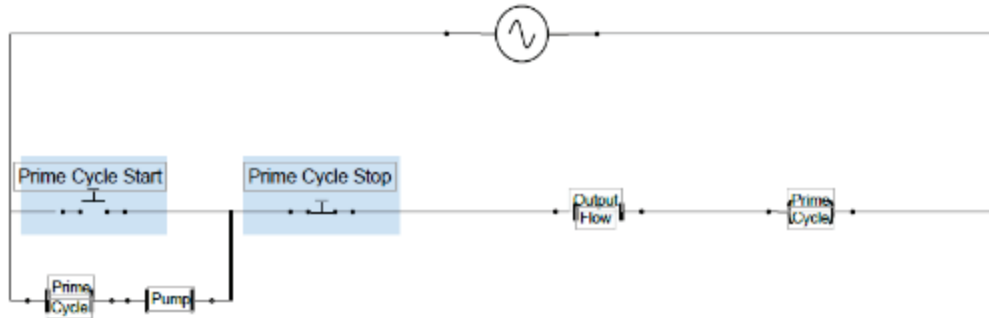 Prime Cycle Start
Prime Cycle Stop
Output
Flow
Prime
Cycle
Prime
Cycle
Pump